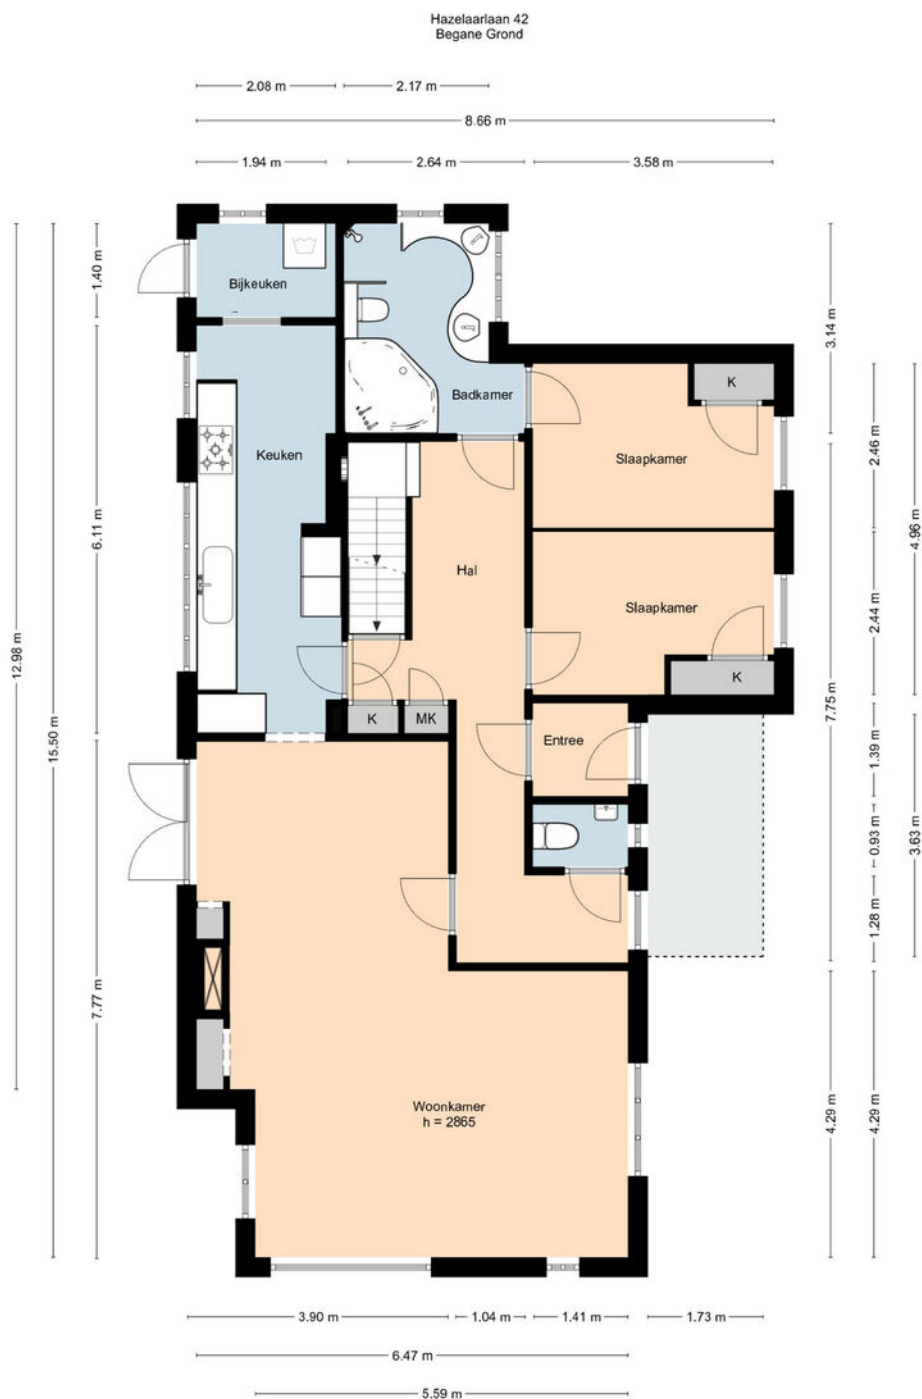 Hazelaarlaan 42
Begane Grond
2.08 m
2.17 m
8.66 m
1.94 m
2.64 m
3.58 m
1.40 m
6.11 m
7.77 m
15.50 m
12.98 m
Bijkeuken
Badkamer
K
Keuken
Slaapkamer
Hal
Slaapkamer
K
K
MK
Entree
Woonkamer
h = 2865
3.14 m
7.75 m
4.29 m
2.46 m
2.44 m
1.39 m
0.93 m
1.28 m
4.29 m
4.96 m
3.63 m
3.90 m
1.04 m
1.41 m
1.73 m
6.47 m
5.59 m